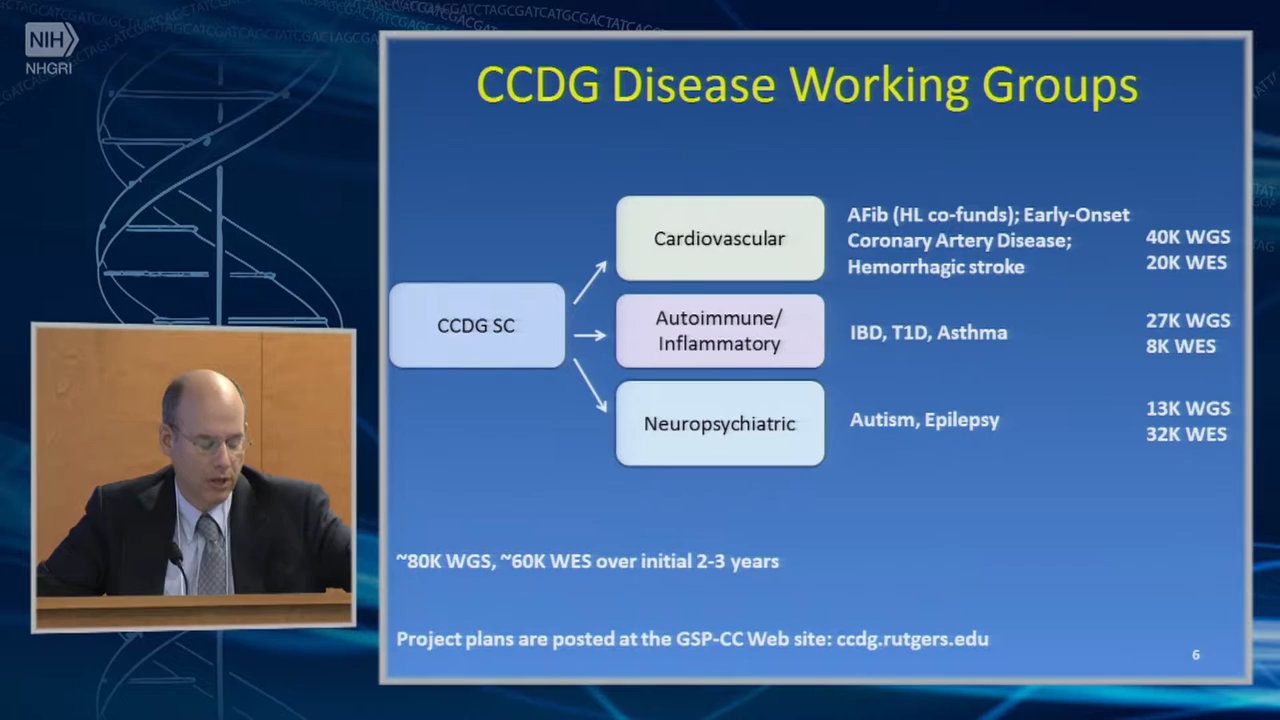 NIH
NHGRI
CCDG Disease Working Groups
CCDG SC
Cardiovascular
AFib (HL co-funds); Early-Onset
Coronary Artery Disease;
Hemorrhagic stroke
40K WGS
20K WES
Autoimmune/
Inflammatory
IBD, T1D, Asthma
27K WGS
8K WES
Neuropsychiatric
Autism, Epilepsy
13K WGS
32K WES
~80K WGS, ~60K WES over initial 2-3 years
Project plans are posted at the GSP-CC Web site: ccdg.rutgers.edu
6